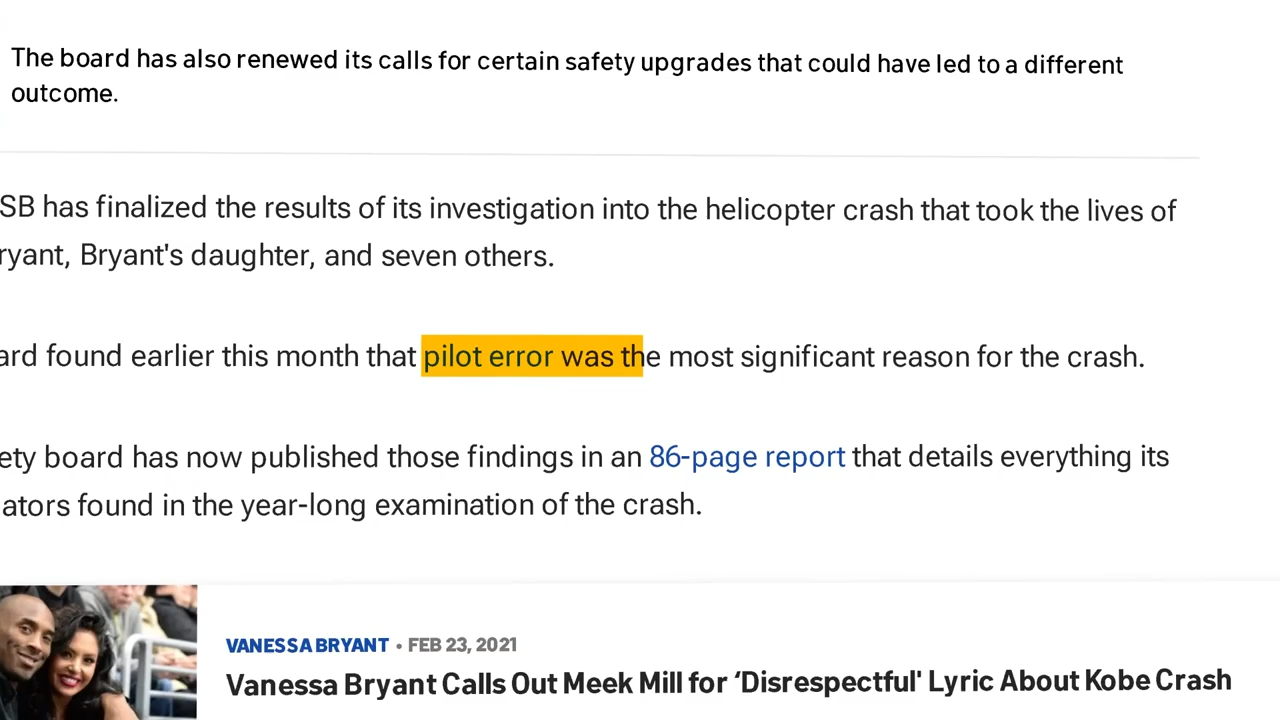 The board has also renewed its calls for certain safety upgrades that could have led to a different
outcome.
SB has finalized the results of its investigation into the helicopter crash that took the lives of
ryant, Bryant's daughter, and seven others.
ard found earlier this month that pilot error was the most significant reason for the crash.
ety board has now published those findings in an 86-page report that details everything its
ators found in the year-long examination of the crash.
VANESSA BRYANT • FEB 23, 2021
Vanessa Bryant Calls Out Meek Mill for ‘Disrespectful' Lyric About Kobe Crash